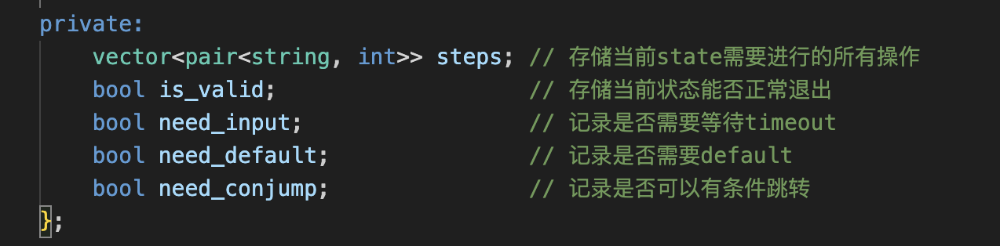 private:
vector<pair<string, int>> steps; // 存储当前state需要进行的所有操作
bool is_valid; // 存储当前状态能否正常退出
bool need_input; // 记录是否需要等待timeout
bool need_default; // 记录是否需要default
bool need_conjump; // 记录是否可以有条件跳转
};